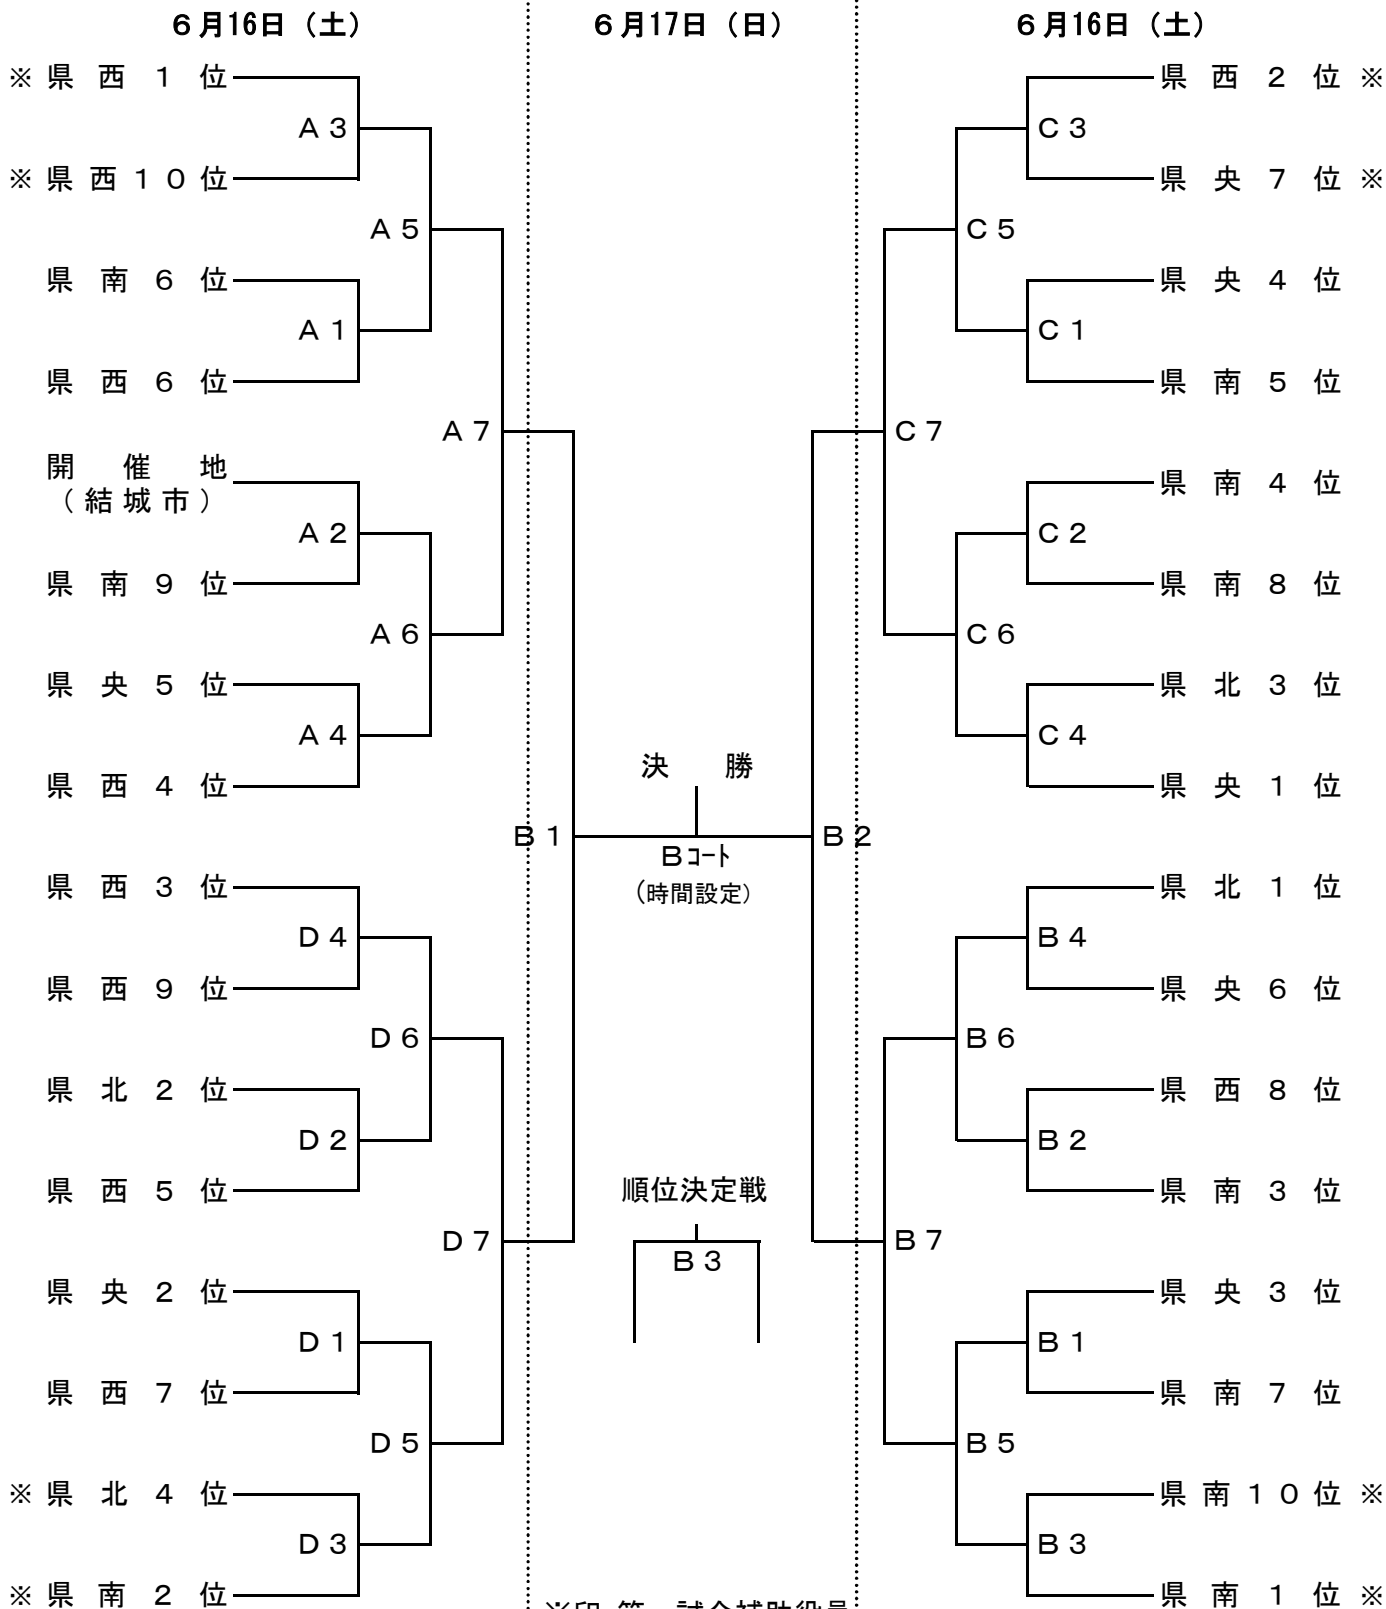 ６月16日（土）
６月17日（日）
６月16日（土）
※ 県西１位
A３
※ 県西１０位
A５
県南６位
A１
県西６位
A７
開催地
（結城市）
A２
県南９位
A６
県央５位
A４
県西４位
B１
県西３位
D４
県西９位
D６
県北２位
D２
県西５位
D７
県央２位
D１
県西７位
D５
※ 県北４位
D３
※ 県南２位
決勝
Bｺｰﾄ
（時間設定）
順位決定戦
B３
県西２位 ※
C３
県央７位 ※
C５
県央４位
C１
県南５位
C７
県南４位
C２
県南８位
C６
県北３位
C４
県央１位
B２
県北１位
B４
県央６位
B６
県西８位
B２
県南３位
B７
県央３位
B１
県南７位
B５
県南１０位 ※
B３
県南１位 ※